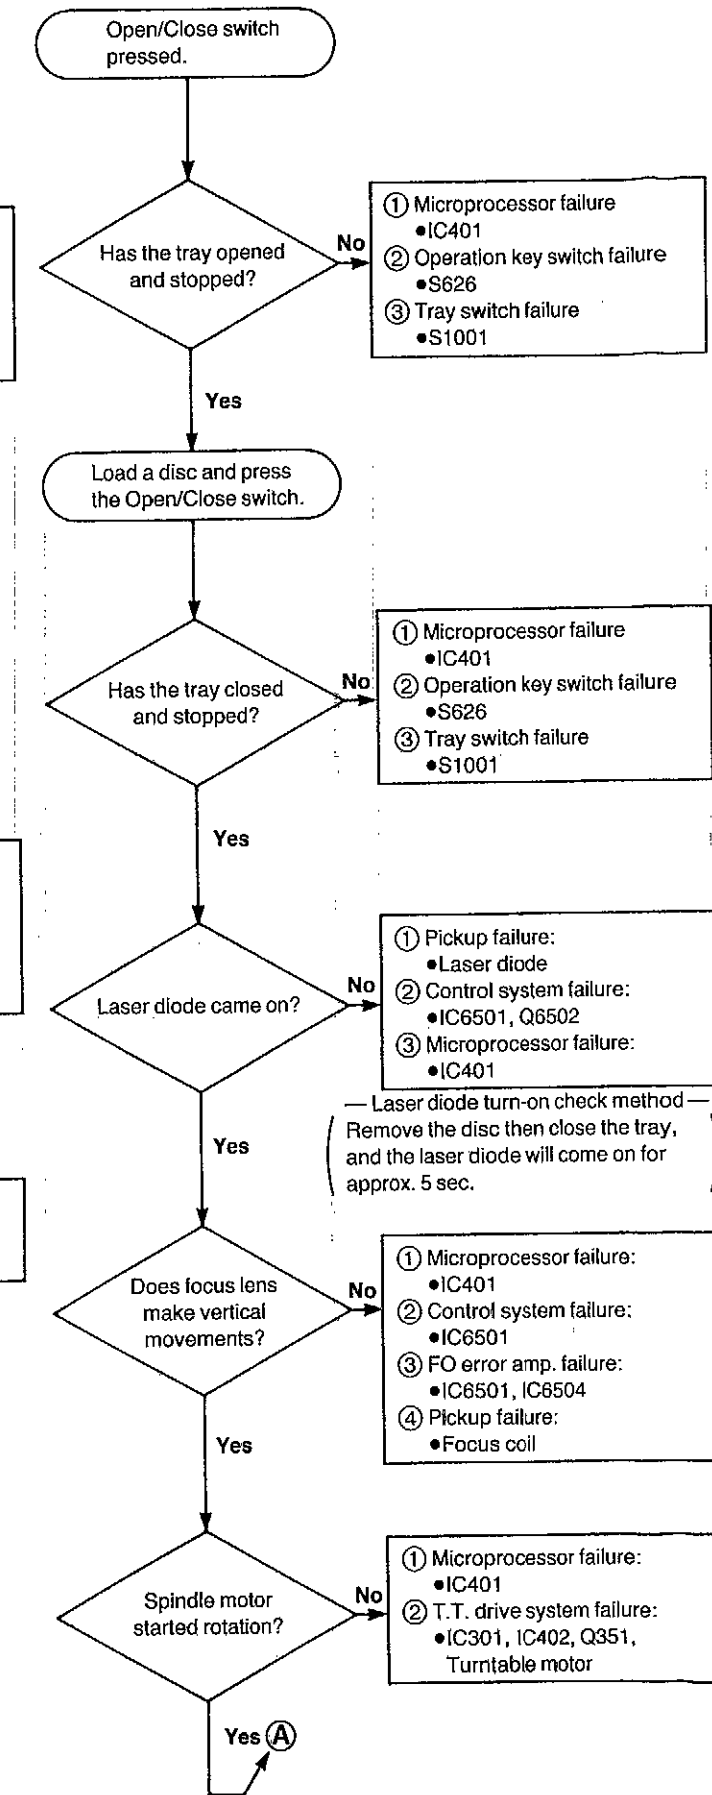 Open/Close switch
pressed.
Has the tray opened
and stopped?
No
① Microprocessor failure
●IC401
② Operation key switch failure
●S626
③ Tray switch failure
●S1001
Yes
Load a disc and press
the Open/Close switch.
Has the tray closed
and stopped?
No
① Microprocessor failure
●IC401
② Operation key switch failure
●S626
③ Tray switch failure
●S1001
Yes
Laser diode came on?
No
① Pickup failure:
●Laser diode
② Control system failure:
●IC6501, Q6502
③ Microprocessor failure:
●IC401
— Laser diode turn-on check method —
Remove the disc then close the tray,
and the laser diode will come on for
approx. 5 sec.
Yes
Does focus lens
make vertical
movements?
No
① Microprocessor failure:
●IC401
② Control system failure:
●IC6501
③ FO error amp. failure:
●IC6501, IC6504
④ Pickup failure:
●Focus coil
Yes
Spindle motor
started rotation?
No
① Microprocessor failure:
●IC401
② T.T. drive system failure:
●IC301, IC402, Q351,
Turntable motor
Yes Ⓐ